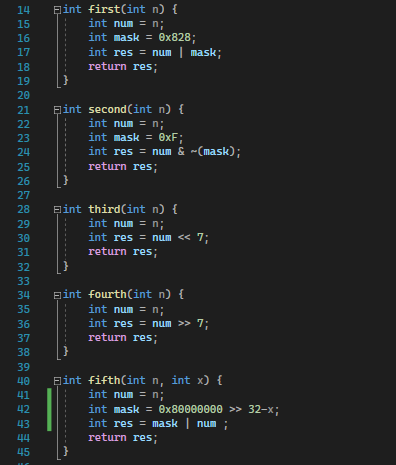 14 int first(int n) {
15 int num = n;
16 int mask = 0x828;
17 int res = num | mask;
18 return res;
19 }
20
21 int second(int n) {
22 int num = n;
23 int mask = 0xF;
24 int res = num & ~(mask);
25 return res;
26 }
27
28 int third(int n) {
29 int num = n;
30 int res = num << 7;
31 return res;
32 }
33
34 int fourth(int n) {
35 int num = n;
36 int res = num >> 7;
37 return res;
38 }
39
40 int fifth(int n, int x) {
41 int num = n;
42 int mask = 0x80000000 >> 32-x;
43 int res = mask | num ;
44 return res;
45 }